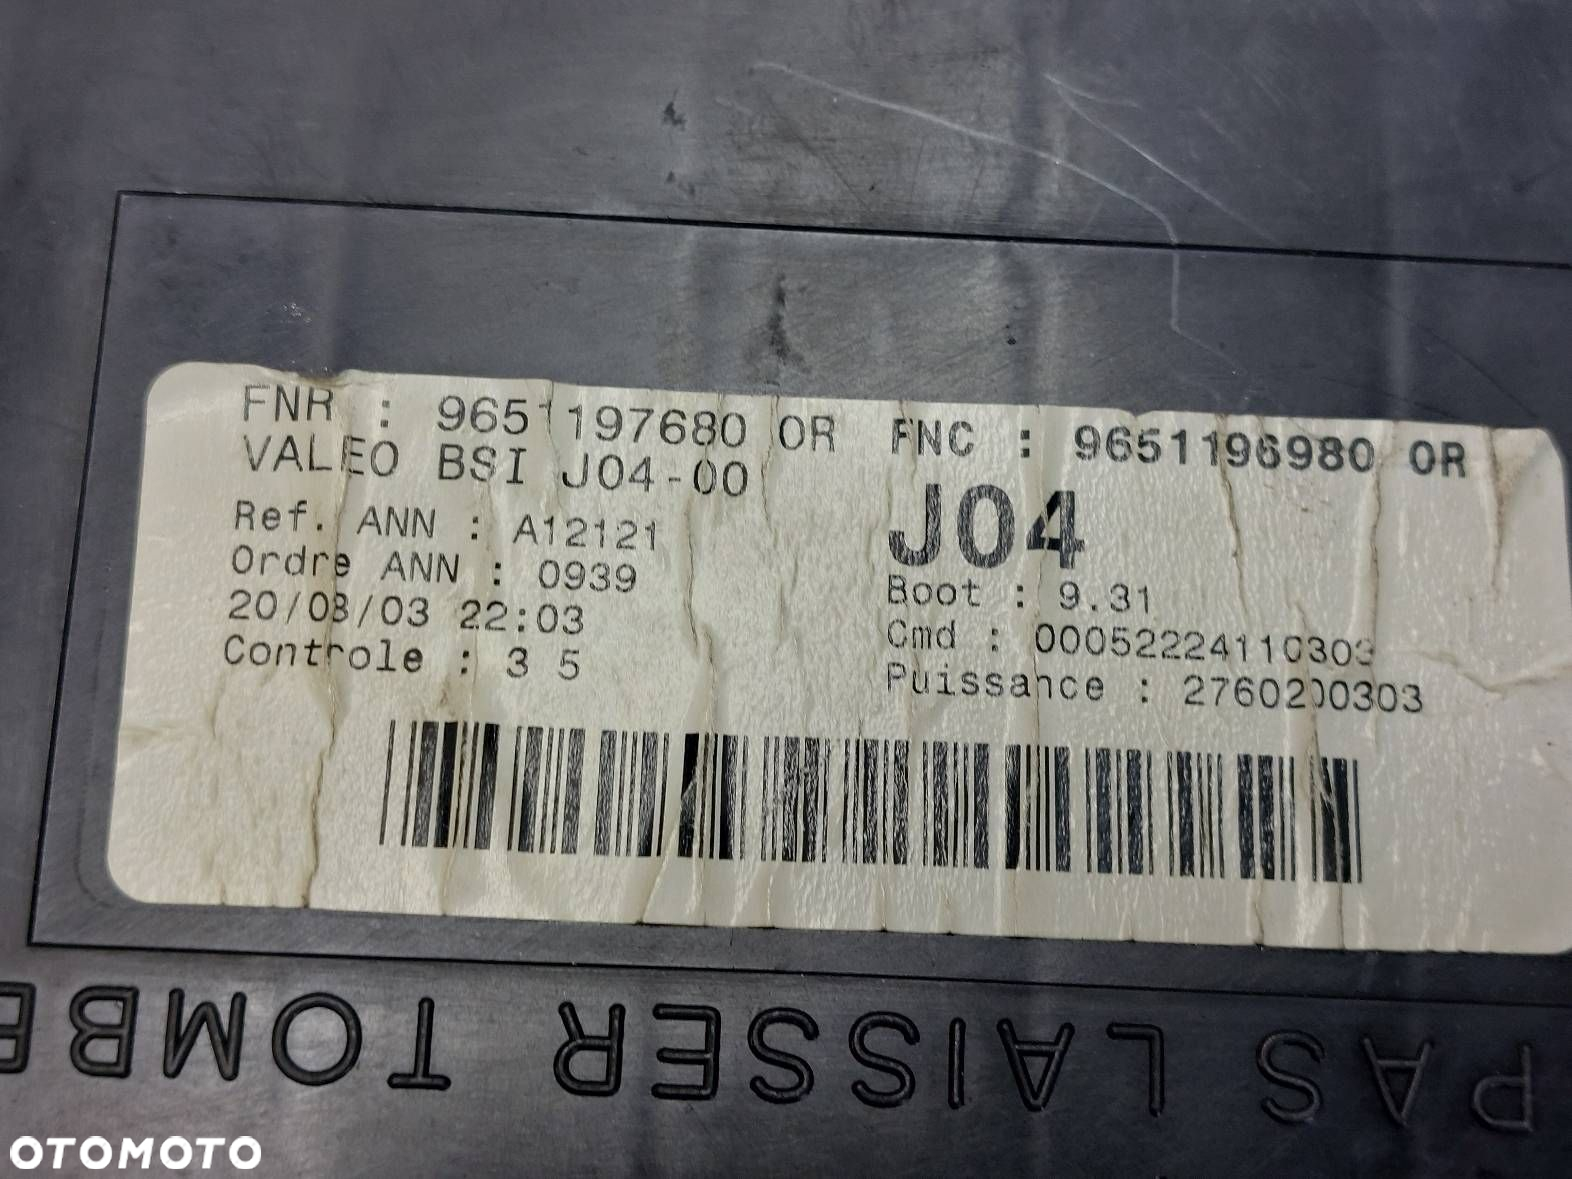 FNR : 9651197680 0R FNC : 9651196980 0R
VALEO BSI J04-00
J04
Ref. ANN : A12121
Ordre ANN : 0939
Boot : 9.31
20/08/03 22:03
Cmd : 00052224110303
Controle : 3 5
Puissance : 2760200303
PAS LAISSER TOMBE
OTOMOTO